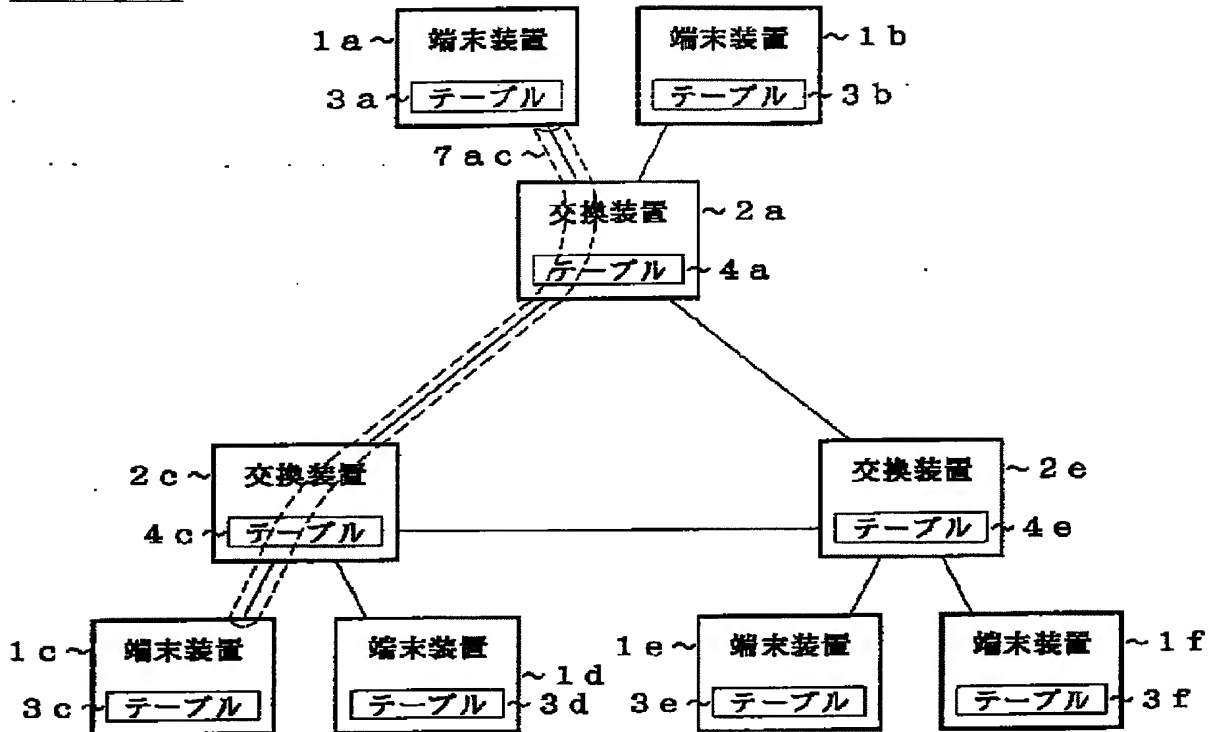 1a~ 端末装置 端末装置 ~1b
3a~ テーブル テーブル ~3b
7ac~
交換装置 ~2a
テーブル ~4a
2c~ 交換装置 交換装置 ~2e
4c~ テーブル テーブル ~4e
1c~ 端末装置 端末装置 ~1d 1e~ 端末装置 端末装置 ~1f
3c~ テーブル テーブル ~3d 3e~ テーブル テーブル ~3f